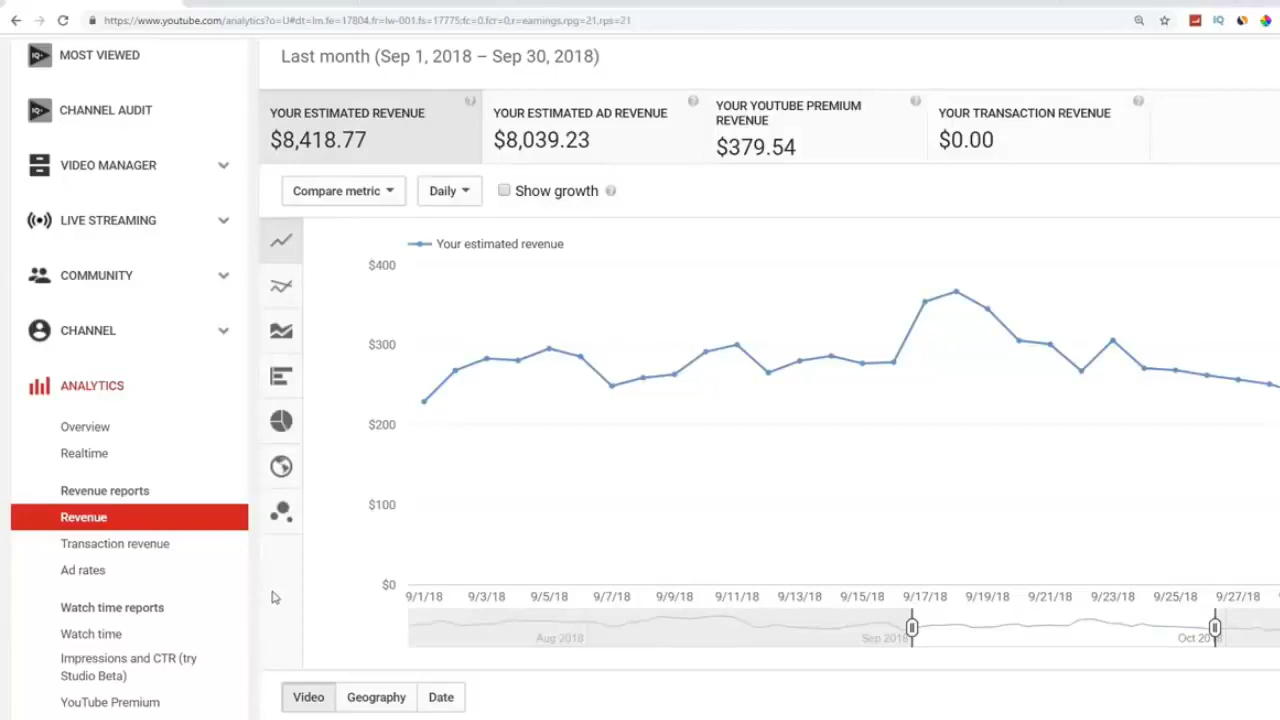 https://www.youtube.com/analytics?o=U#dt=lm,fe=17804,fr=lw-001,fs=17775;fc=0,fcr=0,r=earnings,rpg=21,rps=21
MOST VIEWED
CHANNEL AUDIT
VIDEO MANAGER
LIVE STREAMING
COMMUNITY
CHANNEL
ANALYTICS
Overview
Realtime
Revenue reports
Revenue
Transaction revenue
Ad rates
Watch time reports
Watch time
Impressions and CTR (try
Studio Beta)
YouTube Premium
Last month (Sep 1, 2018 – Sep 30, 2018)
YOUR ESTIMATED REVENUE
$8,418.77
YOUR ESTIMATED AD REVENUE
$8,039.23
YOUR YOUTUBE PREMIUM
REVENUE
$379.54
YOUR TRANSACTION REVENUE
$0.00
Compare metric
Daily
Show growth
Your estimated revenue
$400
$300
$200
$100
$0
9/1/18 9/3/18 9/5/18 9/7/18 9/9/18 9/11/18 9/13/18 9/15/18 9/17/18 9/19/18 9/21/18 9/23/18 9/25/18 9/27/18
Aug 2018 Sep 2018 Oct 20
Video Geography Date